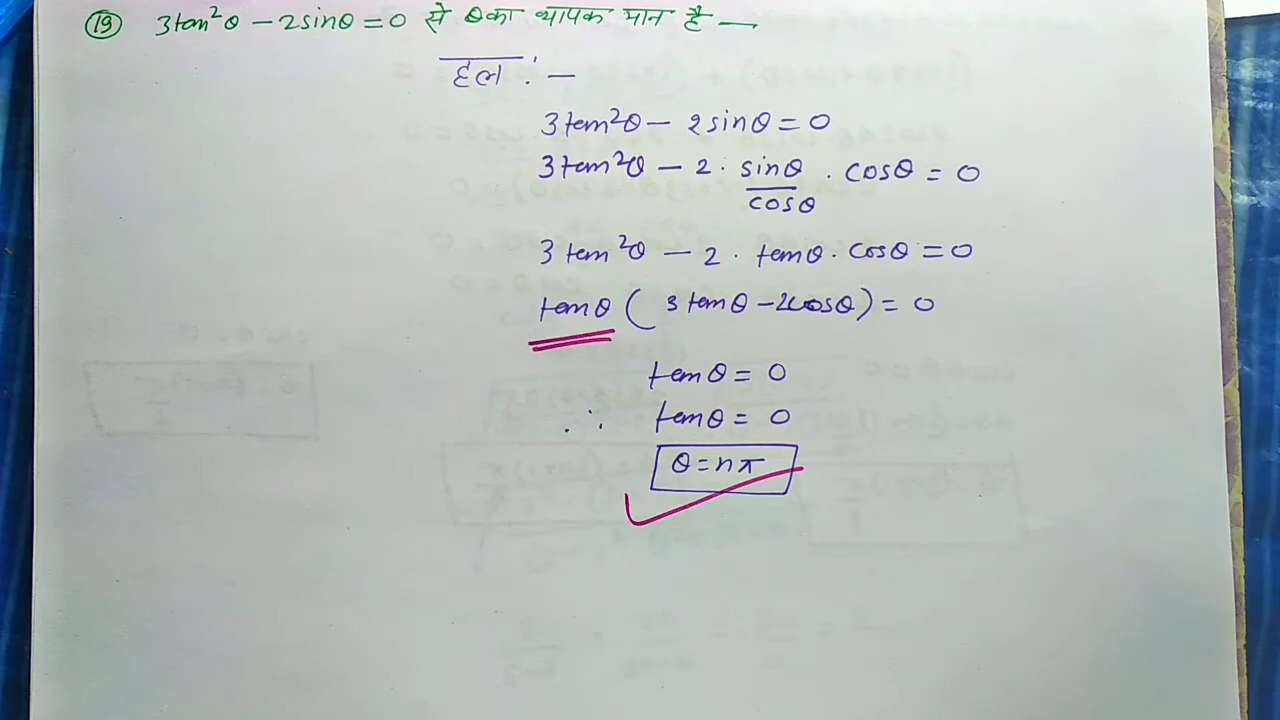 (19) 3tan²θ - 2sinθ = 0 से θ का व्यापक मान है —
हल :-
3tan²θ - 2sinθ = 0
3tan²θ - 2 · sinθ/cosθ · cosθ = 0
3tan²θ - 2 · tanθ · cosθ = 0
tanθ ( 3tanθ - 2cosθ ) = 0
tanθ = 0
∴ tanθ = 0
θ = nπ